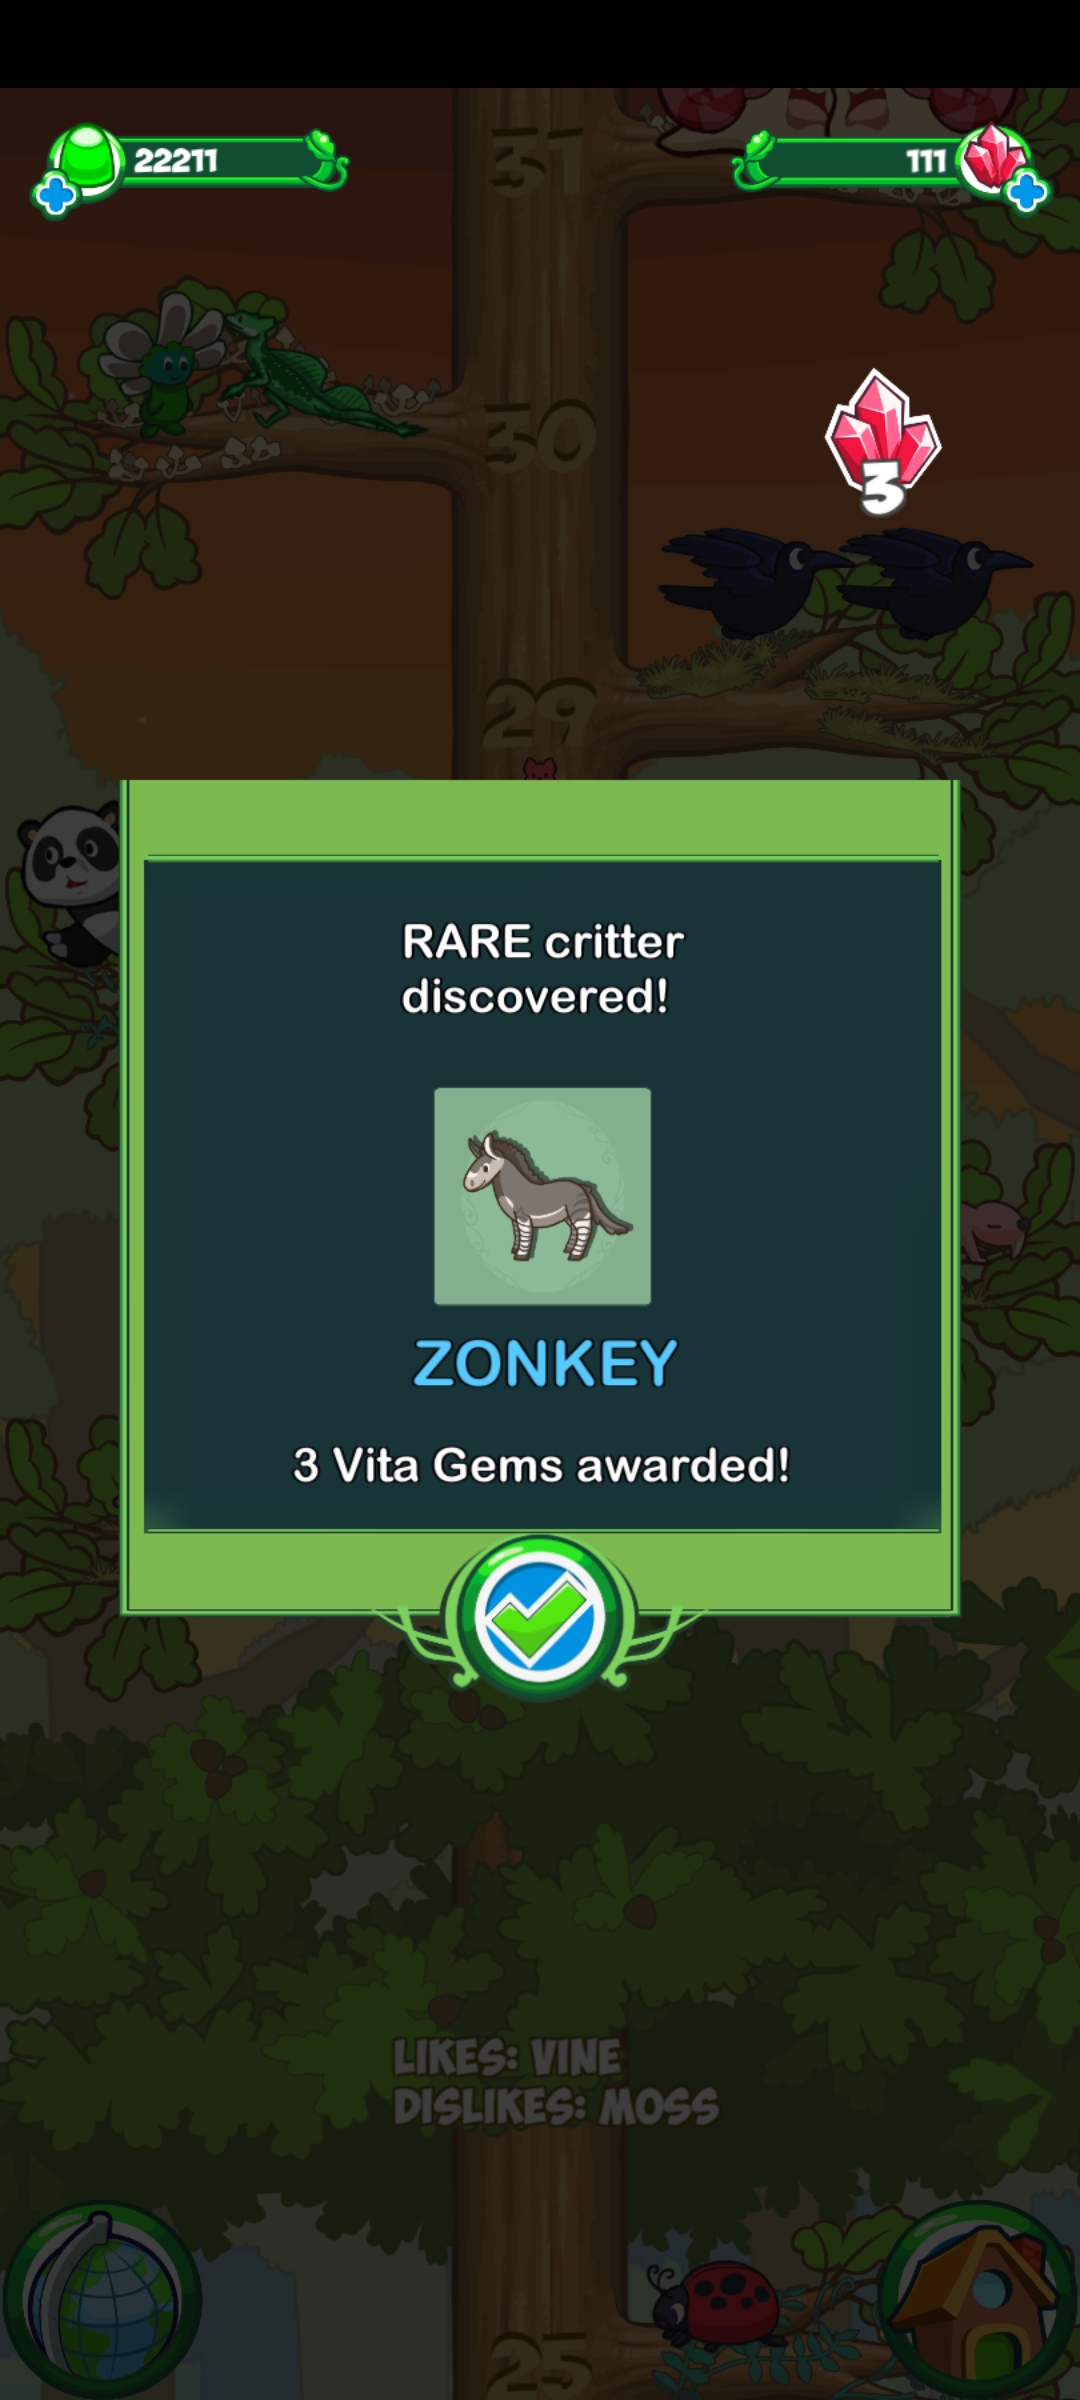 22211
111
31
30
3
29
RARE critter
discovered!
ZONKEY
3 Vita Gems awarded!
LIKES: VINE
DISLIKES: MOSS
25